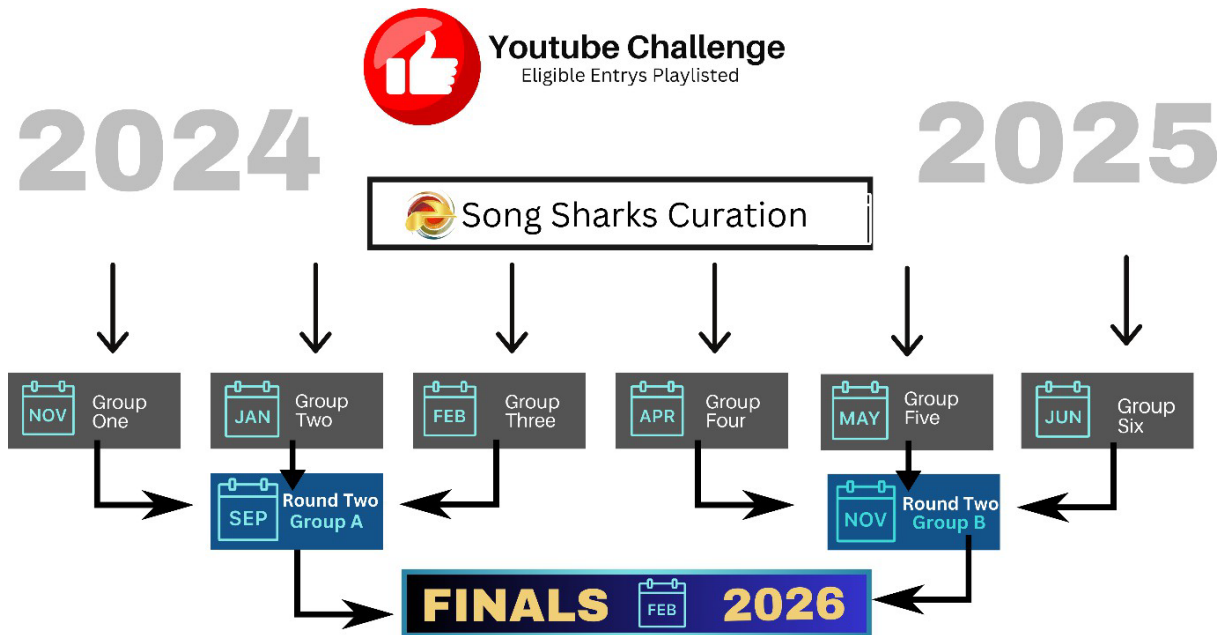 Youtube Challenge
Eligible Entrys Playlisted
2024
2025
Song Sharks Curation
NOV
Group
One
JAN
Group
Two
FEB
Group
Three
APR
Group
Four
MAY
Group
Five
JUN
Group
Six
SEP
Round Two
Group A
NOV
Round Two
Group B
FINALS
FEB
2026